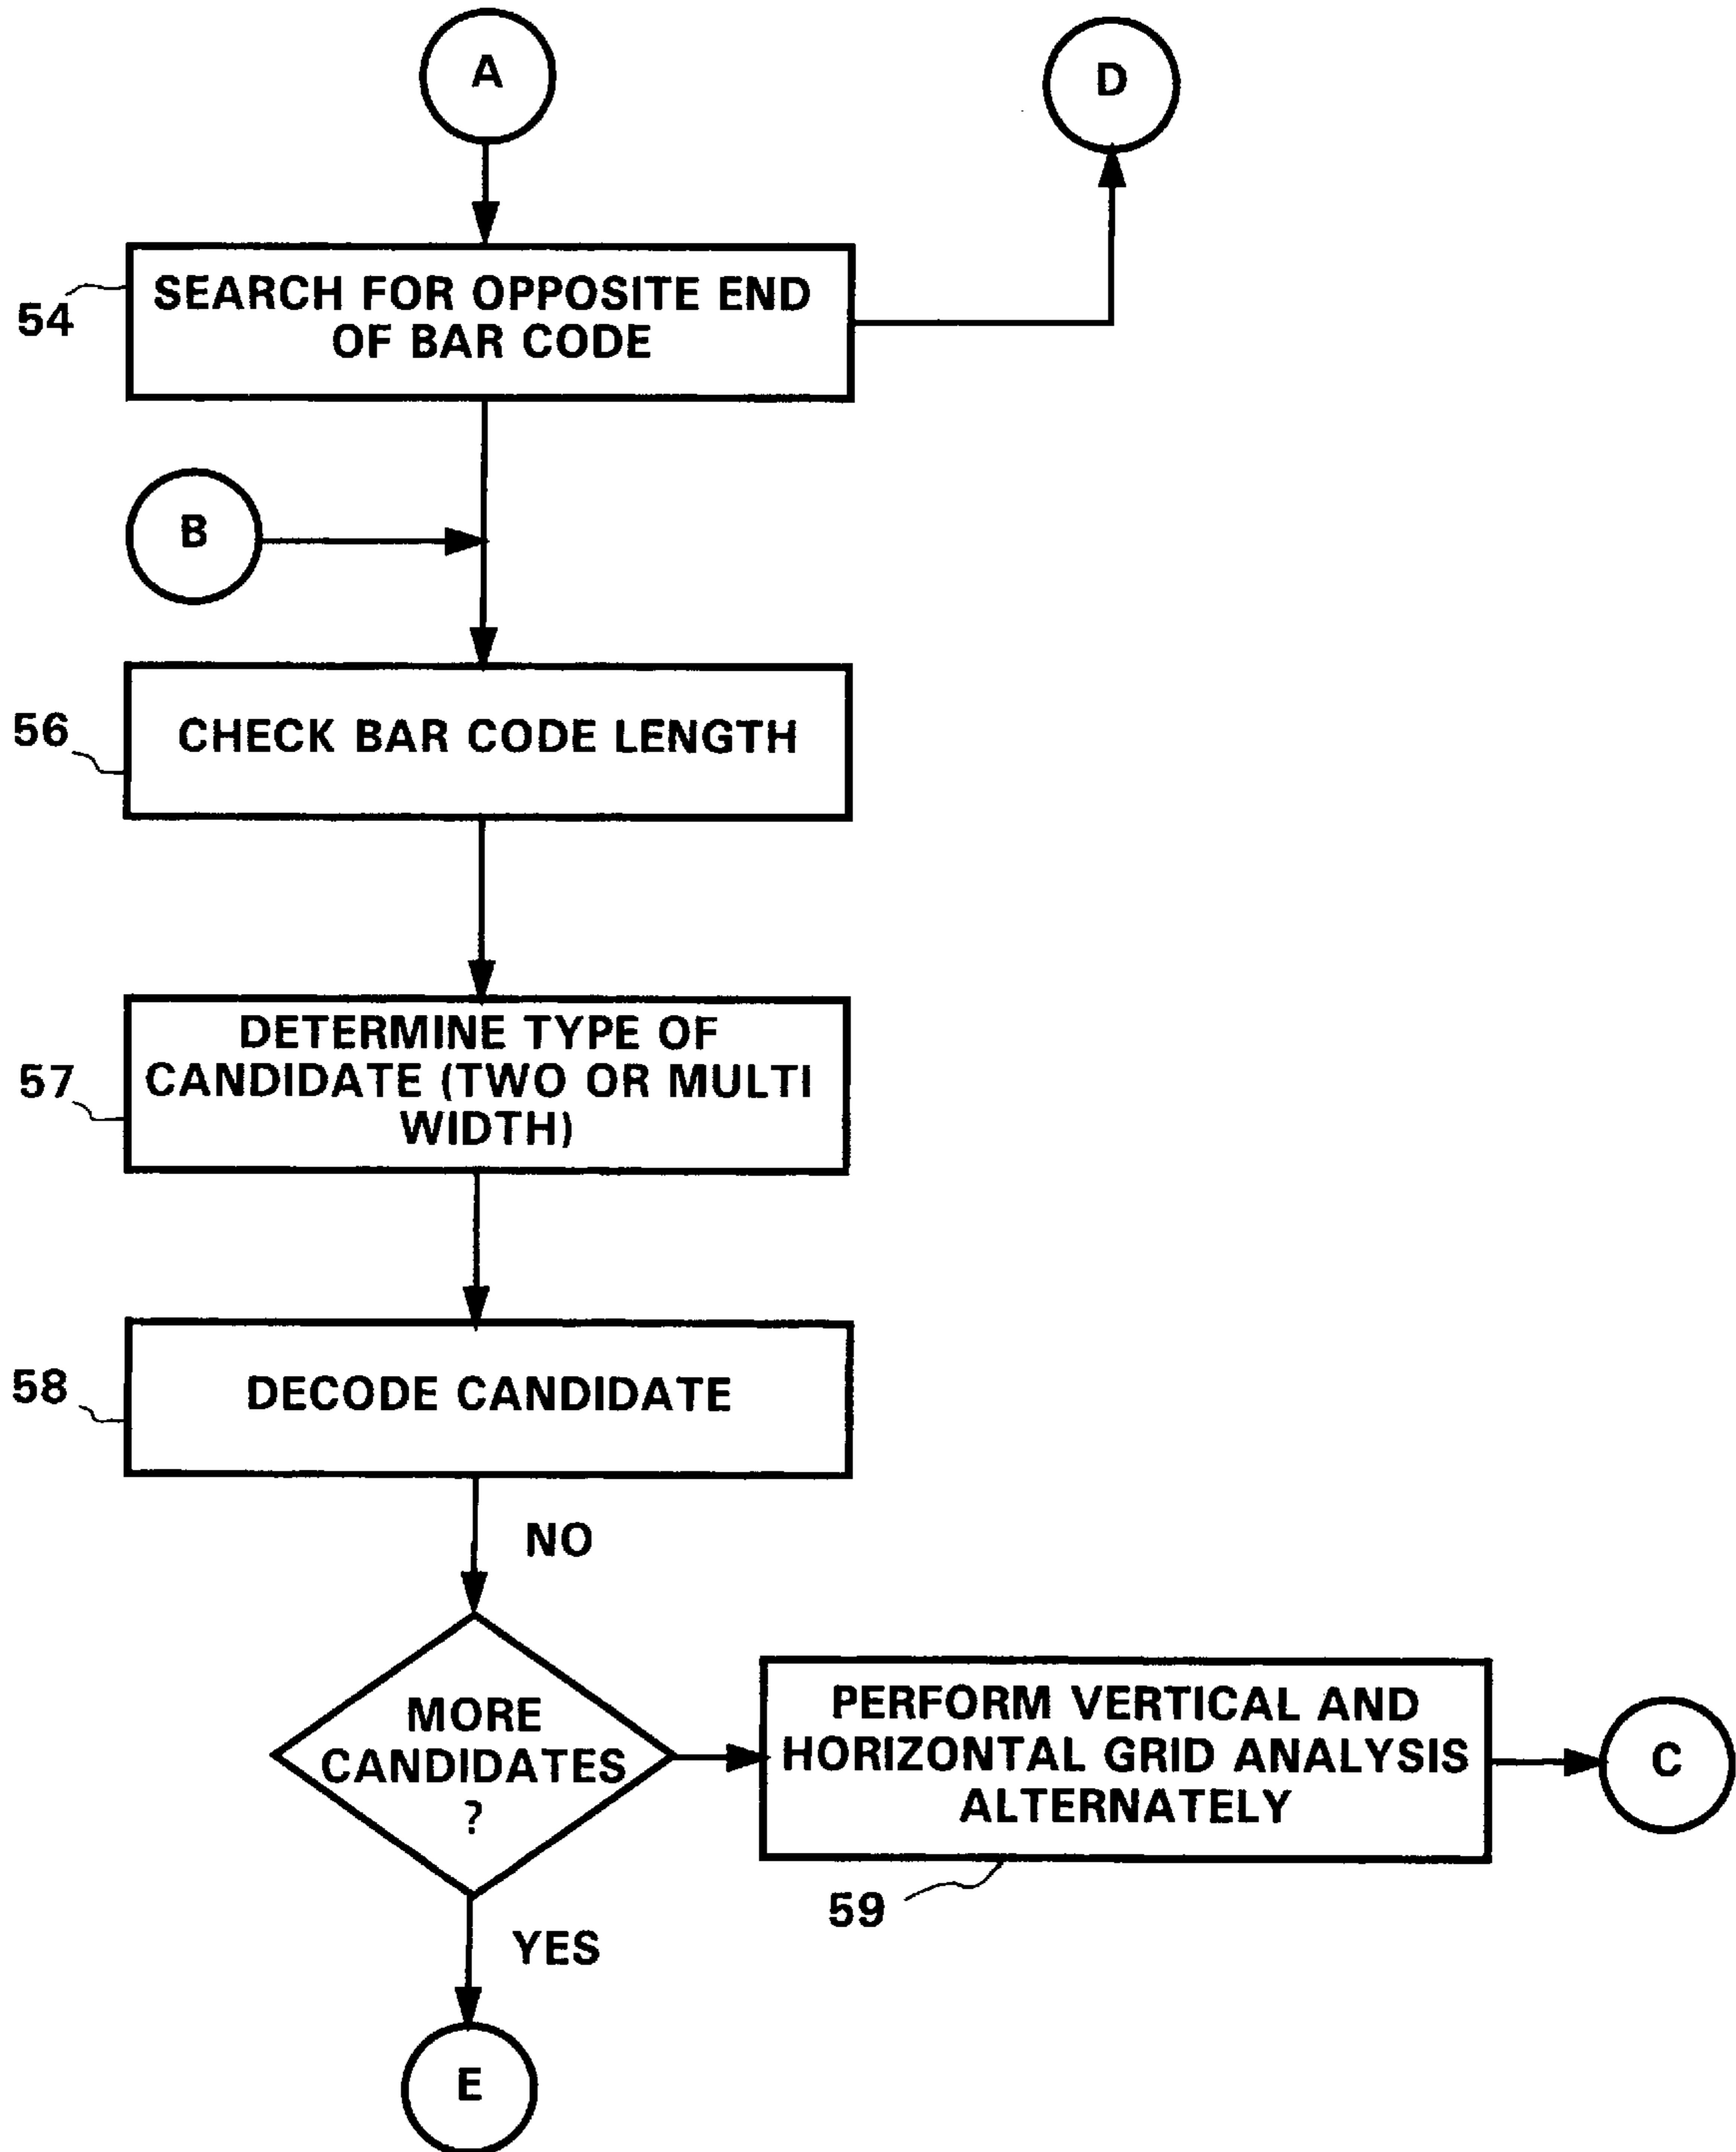 A
D
54
SEARCH FOR OPPOSITE END
OF BAR CODE
B
56
CHECK BAR CODE LENGTH
57
DETERMINE TYPE OF
CANDIDATE (TWO OR MULTI
WIDTH)
58
DECODE CANDIDATE
NO
MORE
CANDIDATES
?
PERFORM VERTICAL AND
HORIZONTAL GRID ANALYSIS
ALTERNATELY
C
59
YES
E